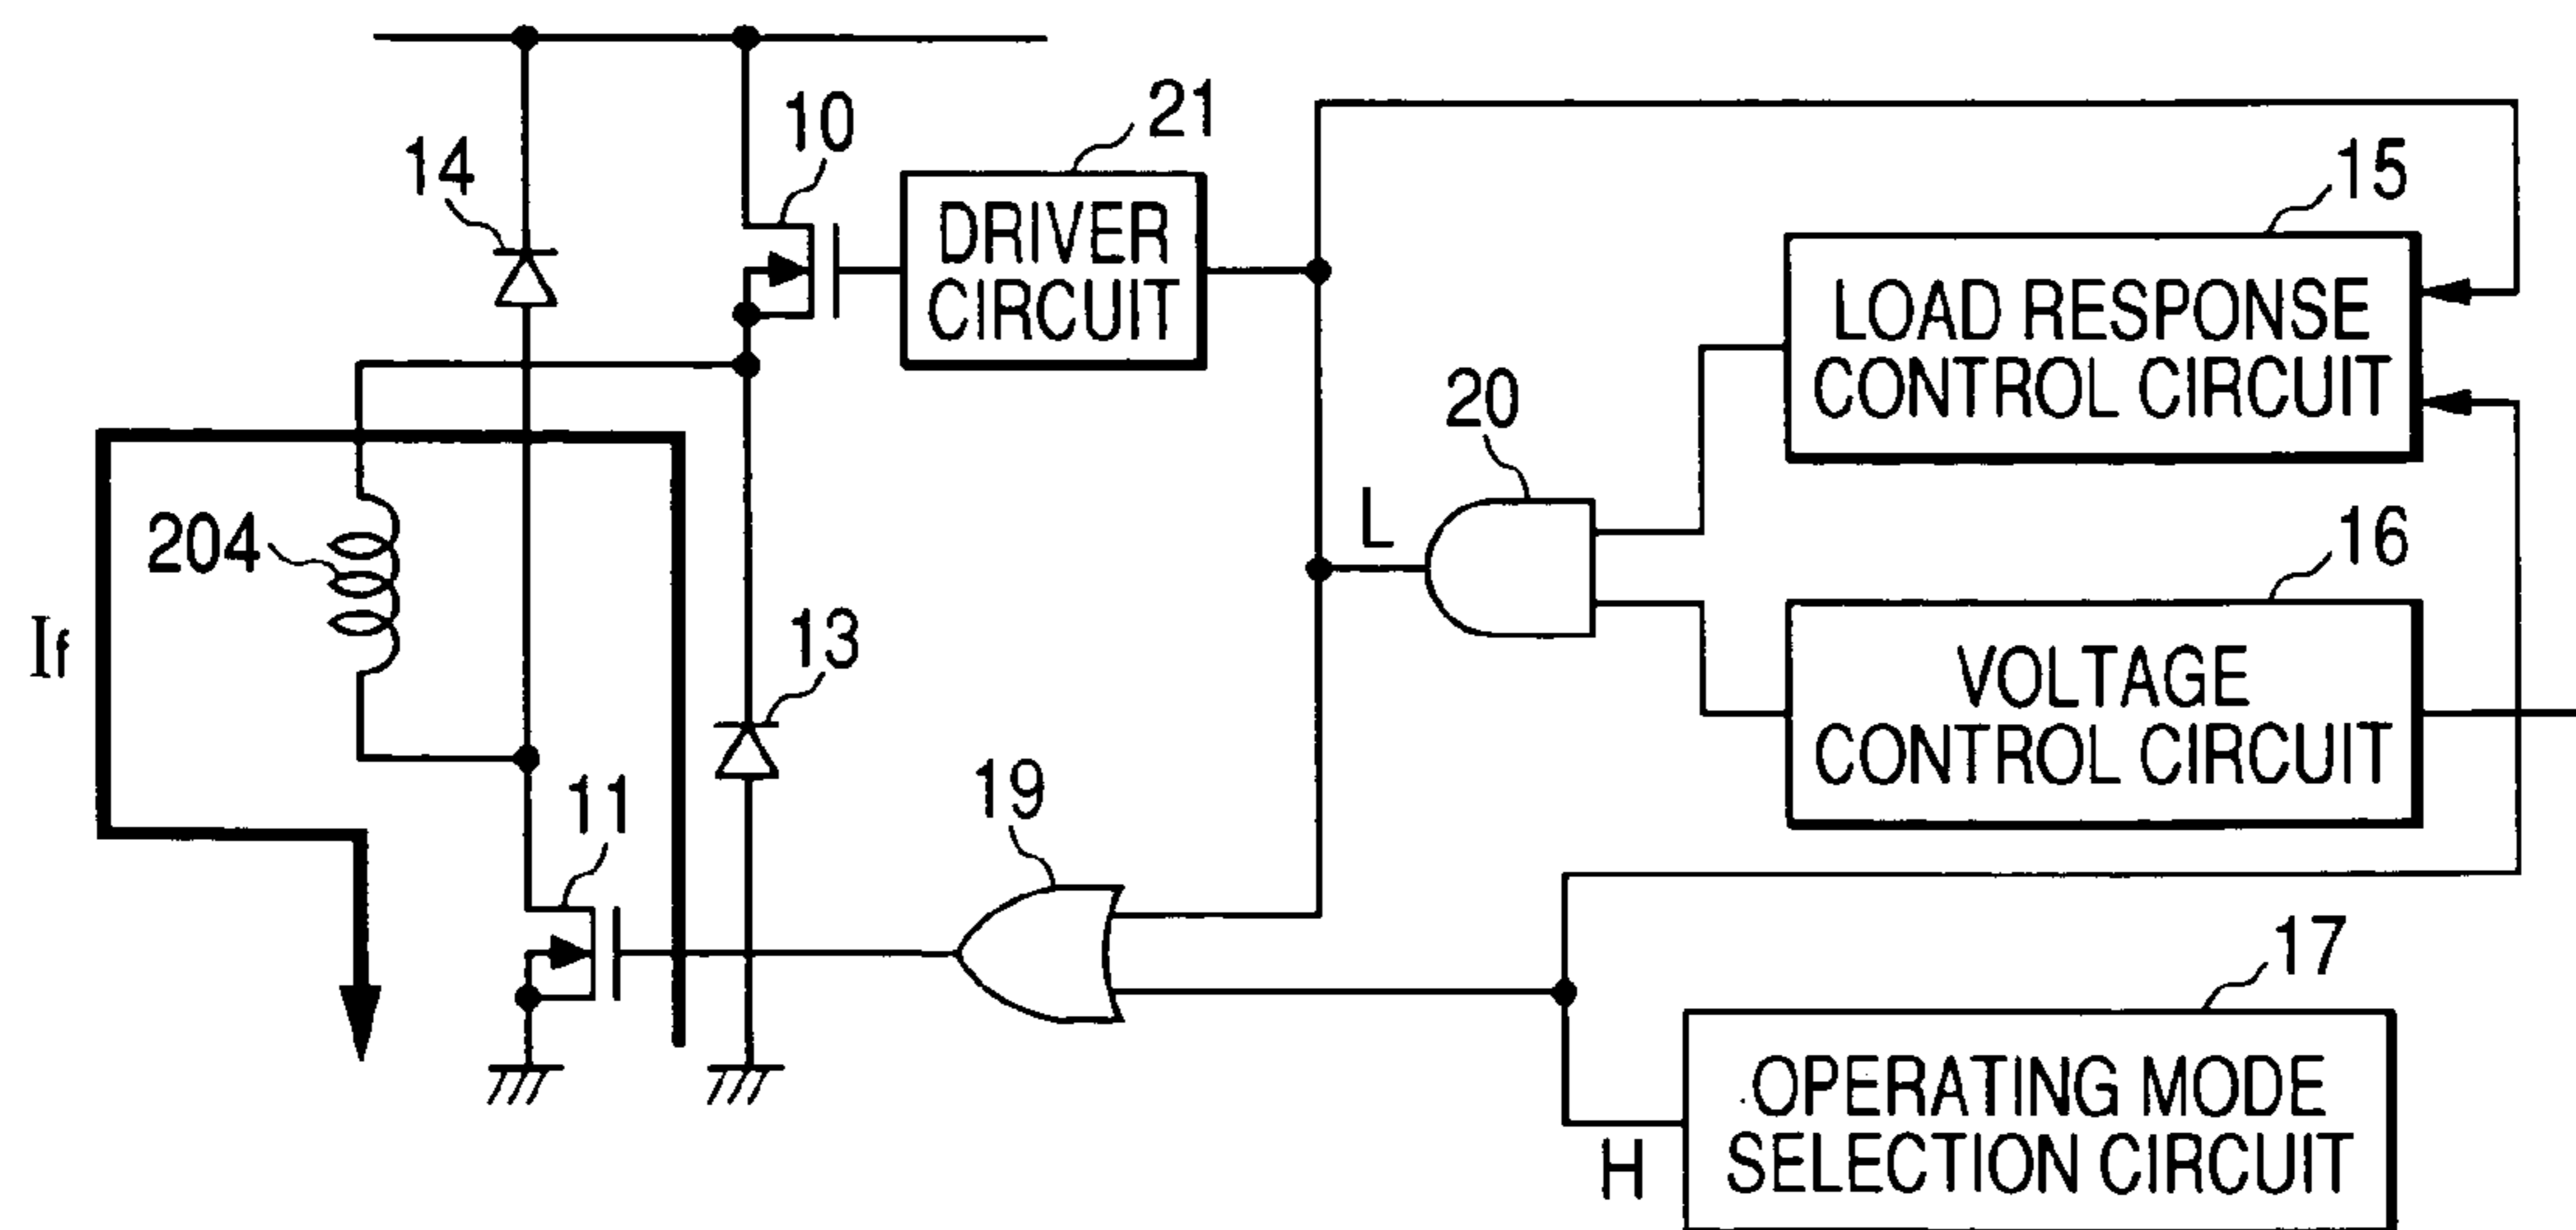 21
10
14
DRIVER
CIRCUIT
15
LOAD RESPONSE
CONTROL CIRCUIT
20
L
204
16
If
13
VOLTAGE
CONTROL CIRCUIT
11
19
17
OPERATING MODE
SELECTION CIRCUIT
H